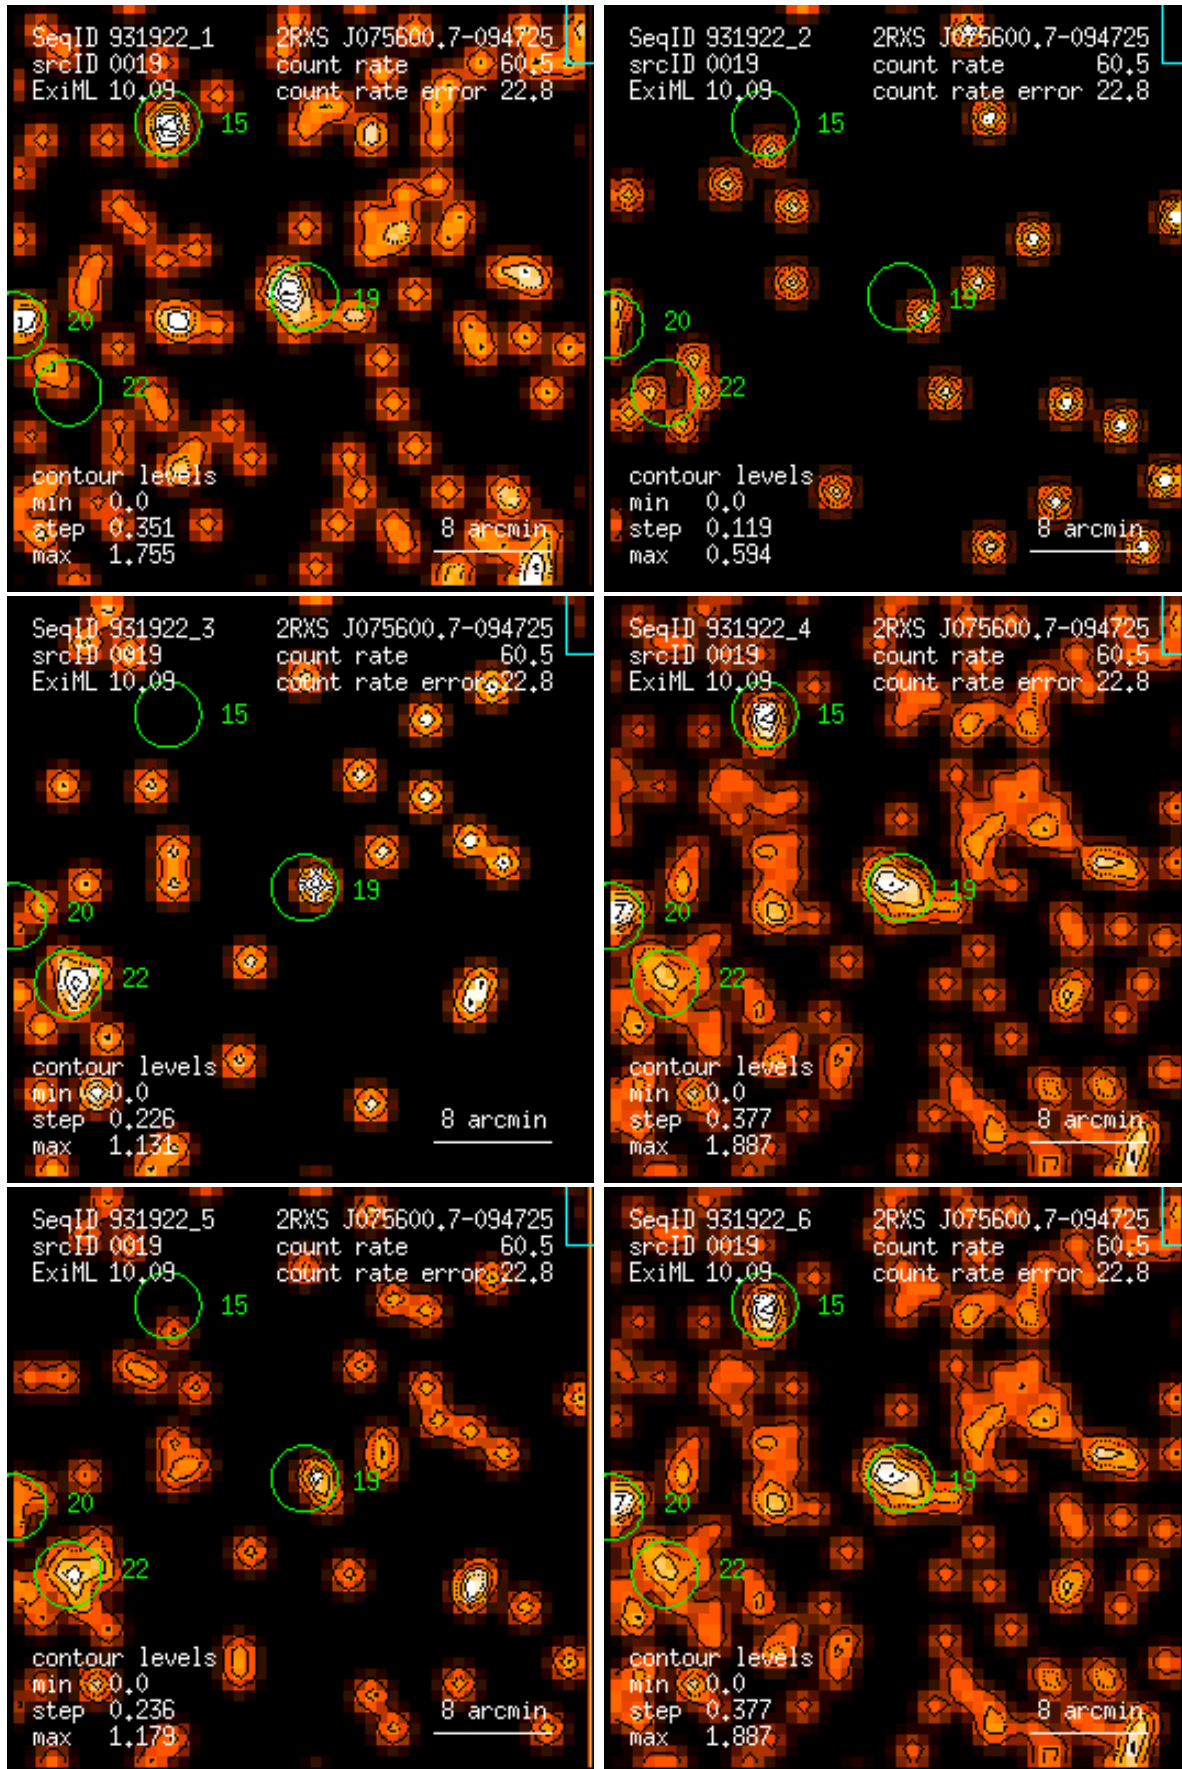 SeqID 931922_1 2RXS J075600.7-094725
srcID 0019 count rate 60.5
ExiML 10.09 count rate error 22.8
15
19
20
22
contour levels
min 0.0
step 0.351 8 arcmin
max 1.755
SeqID 931922_2 2RXS J075600.7-094725
srcID 0019 count rate 60.5
ExiML 10.09 count rate error 22.8
15
19
20
22
contour levels
min 0.0
step 0.119 8 arcmin
max 0.594
SeqID 931922_3 2RXS J075600.7-094725
srcID 0019 count rate 60.5
ExiML 10.09 count rate error 22.8
15
19
20
22
contour levels
min 0.0
step 0.226 8 arcmin
max 1.131
SeqID 931922_4 2RXS J075600.7-094725
srcID 0019 count rate 60.5
ExiML 10.09 count rate error 22.8
15
19
20
22
contour levels
min 0.0
step 0.377 8 arcmin
max 1.887
SeqID 931922_5 2RXS J075600.7-094725
srcID 0019 count rate 60.5
ExiML 10.09 count rate error 22.8
15
19
20
22
contour levels
min 0.0
step 0.236 8 arcmin
max 1.179
SeqID 931922_6 2RXS J075600.7-094725
srcID 0019 count rate 60.5
ExiML 10.09 count rate error 22.8
15
19
20
22
contour levels
min 0.0
step 0.377 8 arcmin
max 1.887